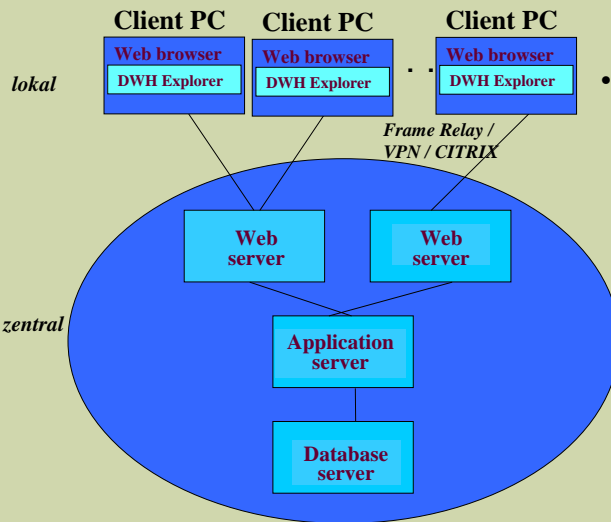 Client PC Client PC Client PC
Web browser Web browser Web browser
DWH Explorer DWH Explorer . . DWH Explorer •
lokal
Frame Relay /
VPN / CITRIX
Web
server
Web
server
zentral
Application
server
Database
server